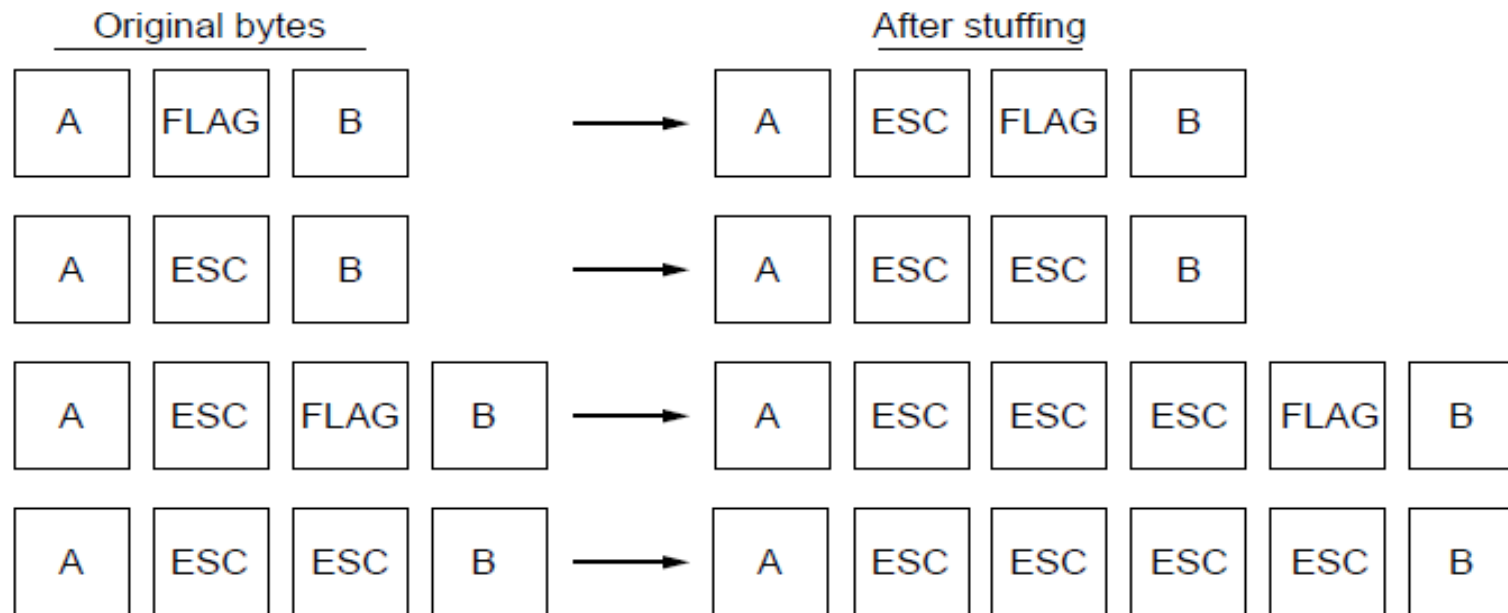 Original bytes After stuffing
A FLAG B A ESC FLAG B
A ESC B A ESC ESC B
A ESC FLAG B A ESC ESC ESC FLAG B
A ESC ESC B A ESC ESC ESC ESC B